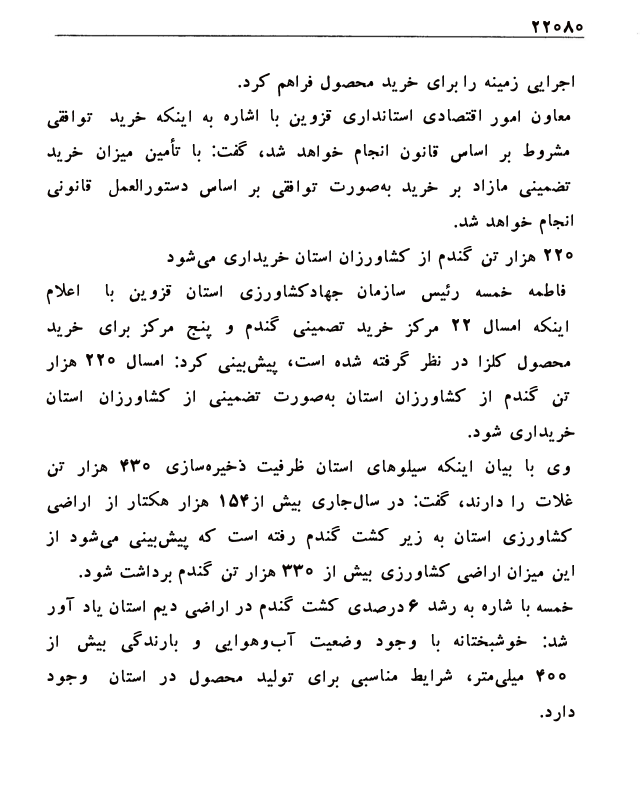 ۲۲۰۸۰
اجرایی زمینه را برای خرید محصول فراهم کرد.
معاون امور اقتصادی استانداری قزوین با اشاره به اینکه خرید توافقی
مشروط بر اساس قانون انجام خواهد شد، گفت: با تأمین میزان خرید
تضمینی مازاد بر خرید به‌صورت توافقی بر اساس دستورالعمل قانونی
انجام خواهد شد.
۲۲۰ هزار تن گندم از کشاورزان استان خریداری می‌شود
فاطمه خمسه رئیس سازمان جهادکشاورزی استان قزوین با اعلام
اینکه امسال ۲۲ مرکز خرید تصمینی گندم و پنج مرکز برای خرید
محصول کلزا در نظر گرفته شده است، پیش‌بینی کرد: امسال ۲۲۰ هزار
تن گندم از کشاورزان استان به‌صورت تضمینی از کشاورزان استان
خریداری شود.
وی با بیان اینکه سیلوهای استان ظرفیت ذخیره‌سازی ۴۳۰ هزار تن
غلات را دارند، گفت: در سال‌جاری بیش از۱۵۴ هزار هکتار از اراضی
کشاورزی استان به زیر کشت گندم رفته است که پیش‌بینی می‌شود از
این میزان اراضی کشاورزی بیش از ۳۳۰ هزار تن گندم برداشت شود.
خمسه با شاره به رشد ۶درصدی کشت گندم در اراضی دیم استان یاد آور
شد: خوشبختانه با وجود وضعیت آب‌وهوایی و بارندگی بیش از
۴۰۰ میلی‌متر، شرایط مناسبی برای تولید محصول در استان وجود
دارد.